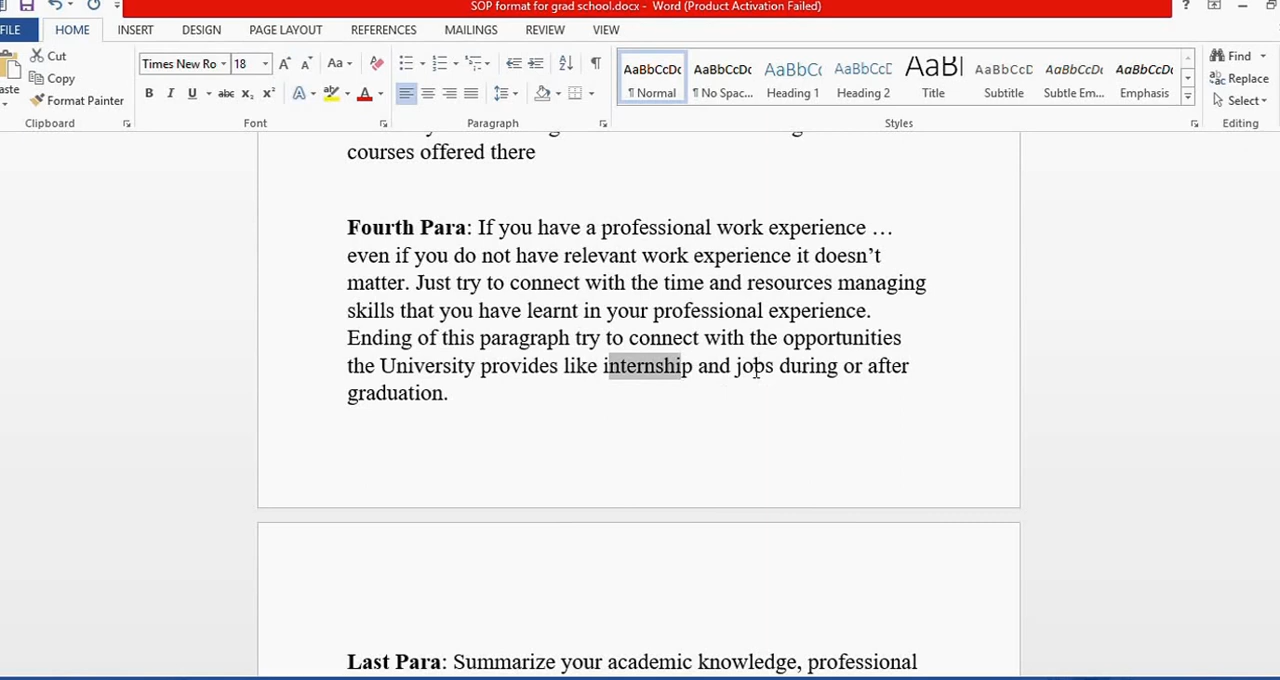 SOP format for grad school.docx - Word (Product Activation Failed)
FILE HOME INSERT DESIGN PAGE LAYOUT REFERENCES MAILINGS REVIEW VIEW
Cut
Copy
Format Painter
Clipboard
Times New Ro 18
Font
Paragraph
AaBbCcDc AaBbCcDc AaBbC AaBbCcC AaBl AaBbCcD AaBbCcDc AaBbCcDc
¶ Normal ¶ No Spac... Heading 1 Heading 2 Title Subtitle Subtle Em... Emphasis
Styles
Find
Replace
Select
Editing
courses offered there
Fourth Para: If you have a professional work experience …
even if you do not have relevant work experience it doesn’t
matter. Just try to connect with the time and resources managing
skills that you have learnt in your professional experience.
Ending of this paragraph try to connect with the opportunities
the University provides like internship and jobs during or after
graduation.
Last Para: Summarize your academic knowledge, professional